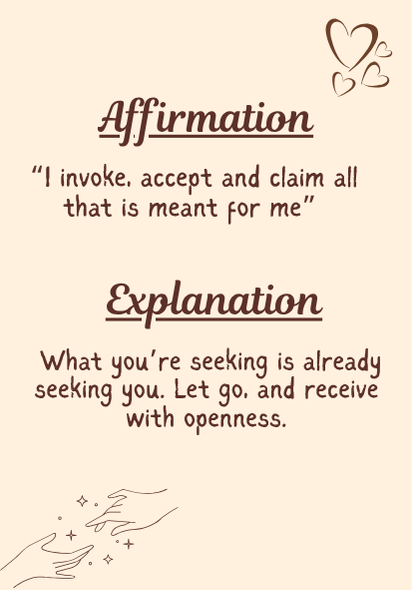 Affirmation
“I invoke, accept and claim all
that is meant for me”
Explanation
What you’re seeking is already
seeking you. Let go, and receive
with openness.